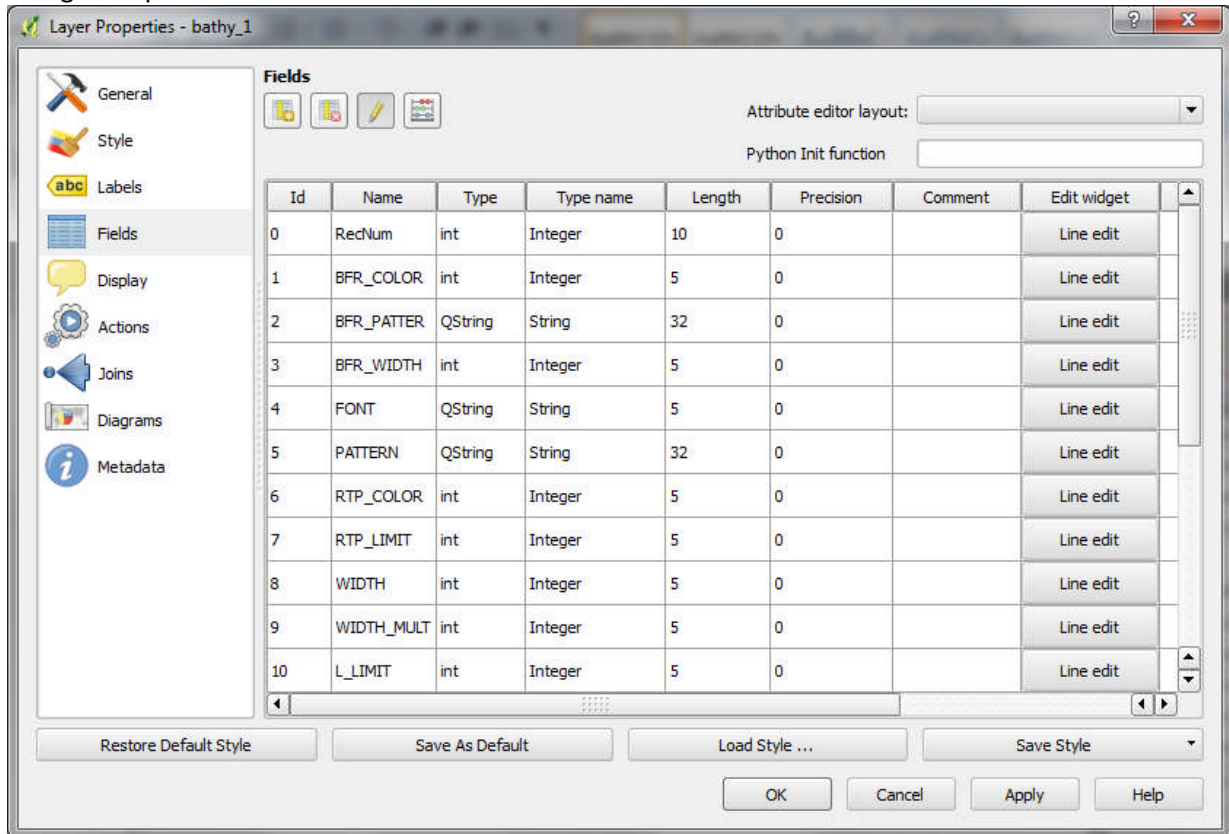 Layer Properties - bathy_1
General
Style
abc Labels
Fields
Display
Actions
Joins
Diagrams
Metadata
Fields
Attribute editor layout:
Python Init function
Id Name Type Type name Length Precision Comment Edit widget
0 RecNum int Integer 10 0 Line edit
1 BFR_COLOR int Integer 5 0 Line edit
2 BFR_PATTER QString String 32 0 Line edit
3 BFR_WIDTH int Integer 5 0 Line edit
4 FONT QString String 5 0 Line edit
5 PATTERN QString String 32 0 Line edit
6 RTP_COLOR int Integer 5 0 Line edit
7 RTP_LIMIT int Integer 5 0 Line edit
8 WIDTH int Integer 5 0 Line edit
9 WIDTH_MULT int Integer 5 0 Line edit
10 L_LIMIT int Integer 5 0 Line edit
Restore Default Style Save As Default Load Style ... Save Style
OK Cancel Apply Help